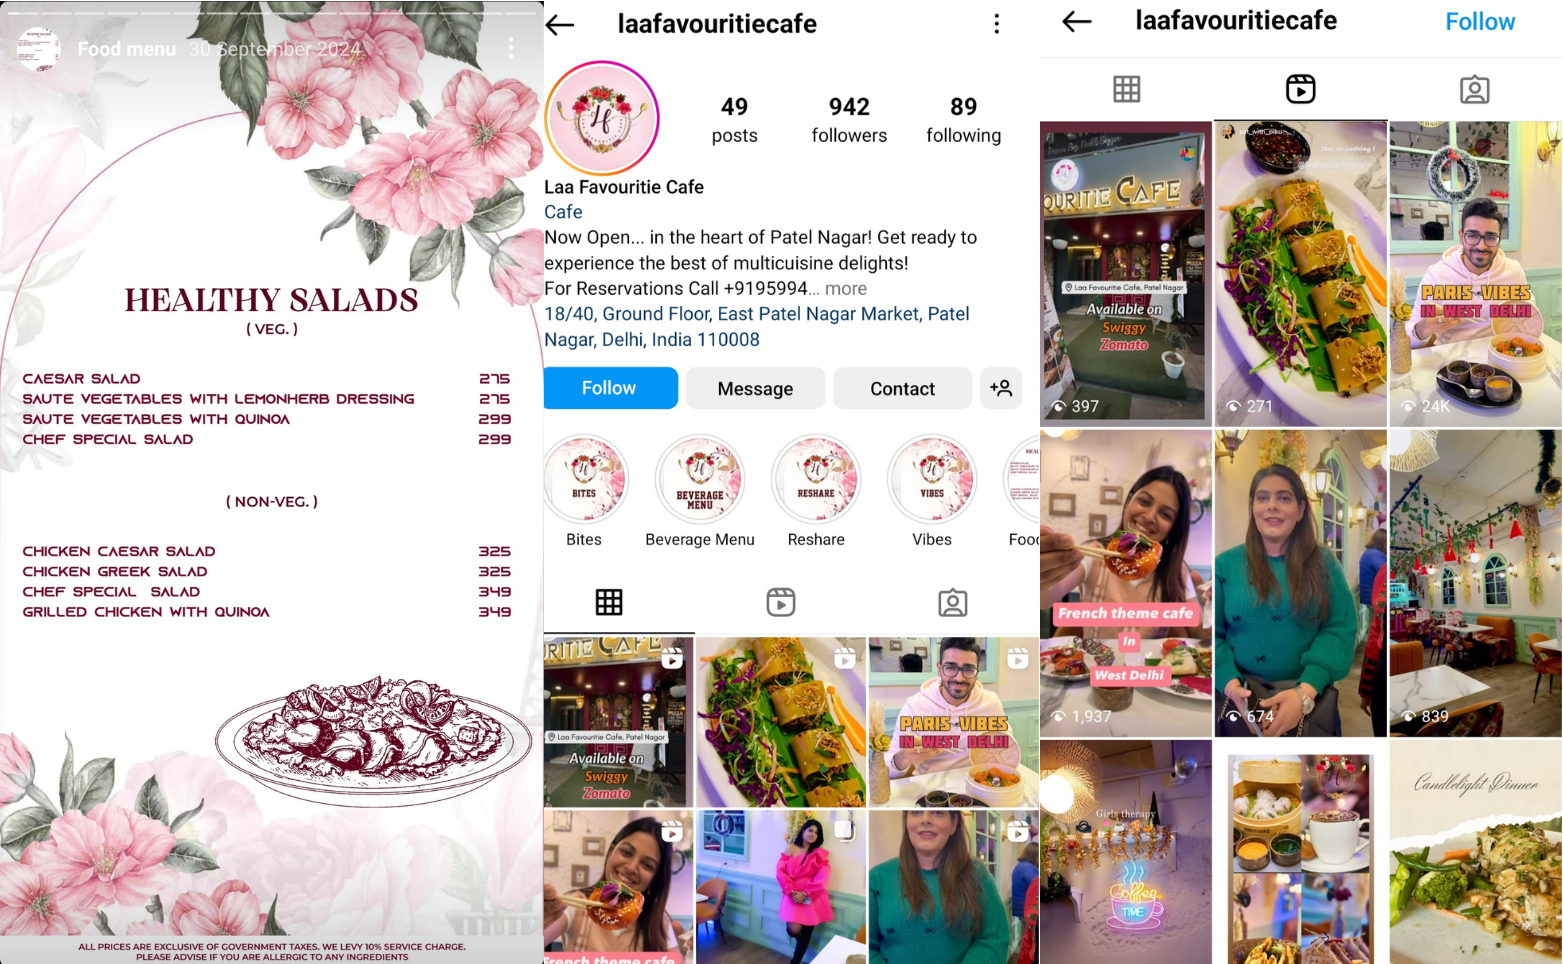 Food menu 30 September 2024
HEALTHY SALADS
( VEG. )
CAESAR SALAD 275
SAUTE VEGETABLES WITH LEMONHERB DRESSING 275
SAUTE VEGETABLES WITH QUINOA 299
CHEF SPECIAL SALAD 299
( NON-VEG. )
CHICKEN CAESAR SALAD 325
CHICKEN GREEK SALAD 325
CHEF SPECIAL SALAD 349
GRILLED CHICKEN WITH QUINOA 349
ALL PRICES ARE EXCLUSIVE OF GOVERNMENT TAXES. WE LEVY 10% SERVICE CHARGE.
PLEASE ADVISE IF YOU ARE ALLERGIC TO ANY INGREDIENTS
laafavouritiecafe
49 942 89
posts followers following
Lf
Laa Favouritie Cafe
Cafe
Now Open... in the heart of Patel Nagar! Get ready to
experience the best of multicuisine delights!
For Reservations Call +9195994... more
18/40, Ground Floor, East Patel Nagar Market, Patel
Nagar, Delhi, India 110008
Follow Message Contact
BITES
BEVERAGE
MENU
RESHARE
VIBES
Bites Beverage Menu Reshare Vibes Food
RITIE CAFE
Laa Favouritie Cafe, Patel Nagar
Available on
Swiggy
Zomato
PARIS VIBES
IN WEST DELHI
French theme cafe
laafavouritiecafe Follow
OURITIE CAFE
Laa Favouritie Cafe, Patel Nagar
Available on
Swiggy
Zomato
397
271
PARIS VIBES
IN WEST DELHI
24K
French theme cafe
In
West Delhi
1,937
674
839
Girls therapy
Coffee
TIME
Candlelight Dinner